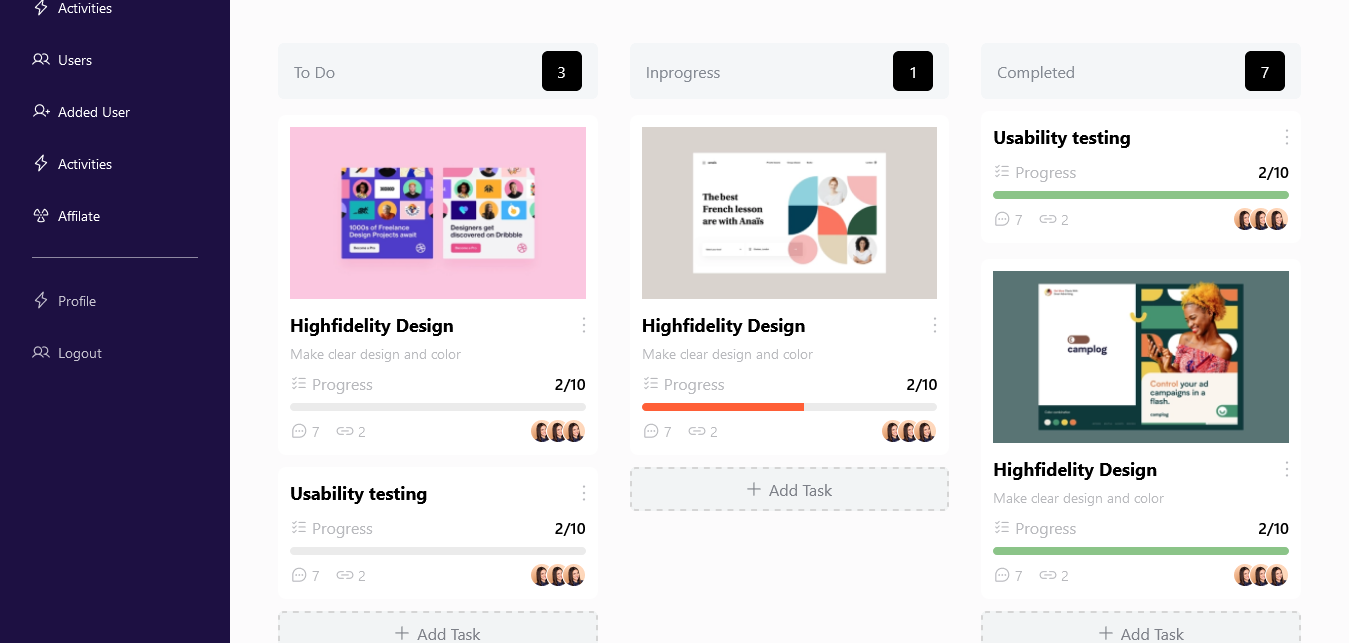 Activities
Users
Added User
Activities
Affilate
Profile
Logout
To Do
3
1000s of Freelance
Design Projects await
Designers get
discovered on Dribbble
Highfidelity Design
Make clear design and color
Progress
2/10
7
2
Usability testing
Progress
2/10
7
2
Add Task
Inprogress
1
The best
French lesson
are with Anaïs
Highfidelity Design
Make clear design and color
Progress
2/10
7
2
Add Task
Completed
7
Usability testing
Progress
2/10
7
2
camplog
Control your ad
campaigns in a
flash.
camplog
Highfidelity Design
Make clear design and color
Progress
2/10
7
2
Add Task